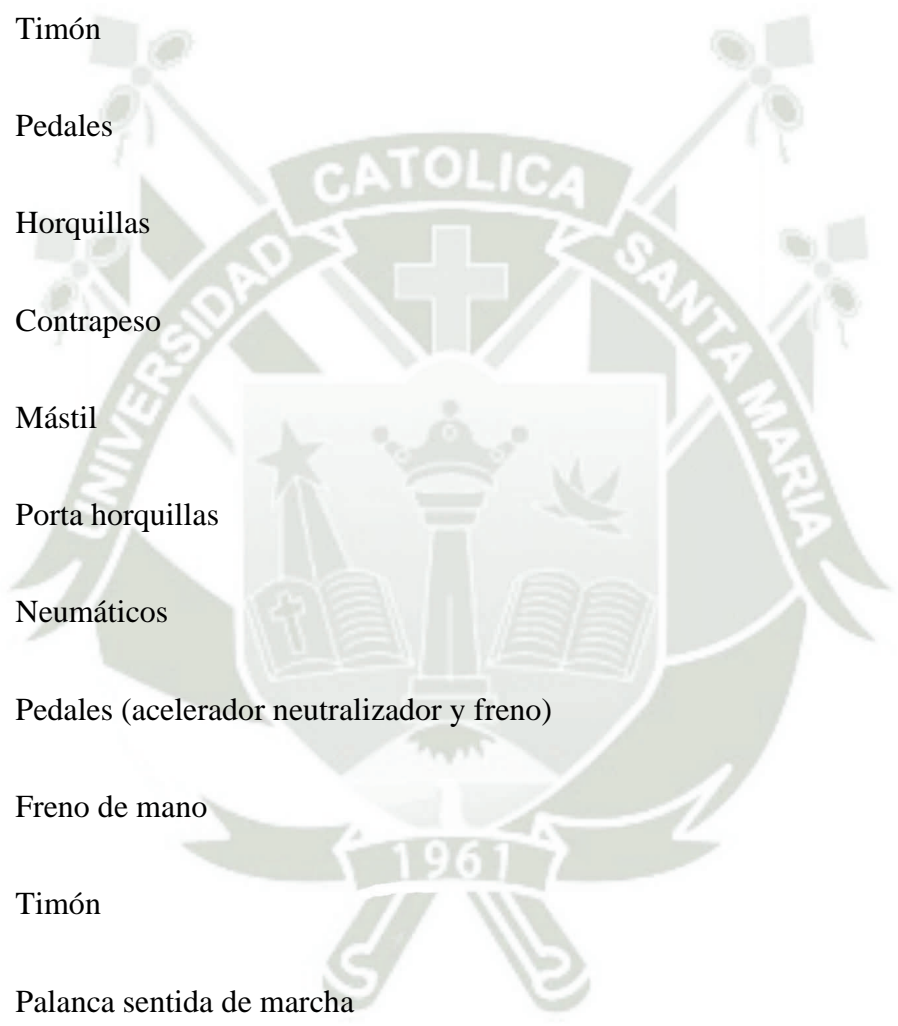 Timón
Pedales
CATOLICA
Horquillas
UNIVERSIDAD
SANTA MARIA
Contrapeso
Mástil
Porta horquillas
Neumáticos
Pedales (acelerador neutralizador y freno)
Freno de mano
1961
Timón
Palanca sentida de marcha